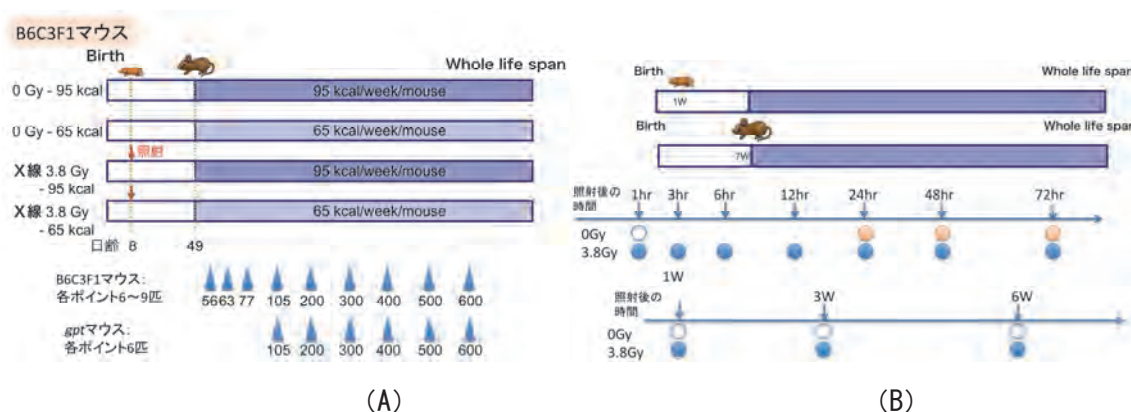 B6C3F1マウス
Birth
Whole life span
0 Gy - 95 kcal
95 kcal/week/mouse
0 Gy - 65 kcal
65 kcal/week/mouse
照射
X線 3.8 Gy
- 95 kcal
95 kcal/week/mouse
X線 3.8 Gy
- 65 kcal
65 kcal/week/mouse
日齢 8 49
B6C3F1マウス:
各ポイント6～9匹
56 63 77 105 200 300 400 500 600
gptマウス:
各ポイント6匹
105 200 300 400 500 600
(A)
Birth
Whole life span
1W
Birth
Whole life span
7W
照射後の
時間
1hr 3hr 6hr 12hr 24hr 48hr 72hr
0Gy
3.8Gy
1W
照射後の
時間
3W 6W
0Gy
3.8Gy
(B)